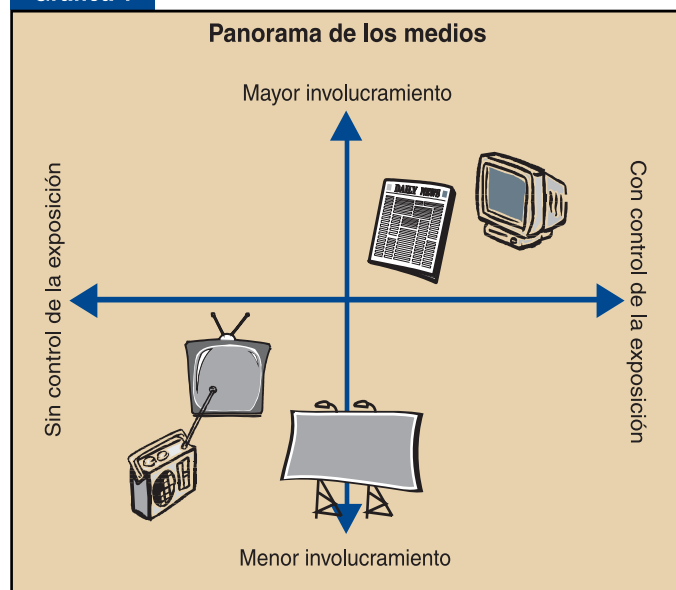 Panorama de los medios
Mayor involucramiento
Sin control de la exposición
Con control de la exposición
DAILY NEWS
Menor involucramiento